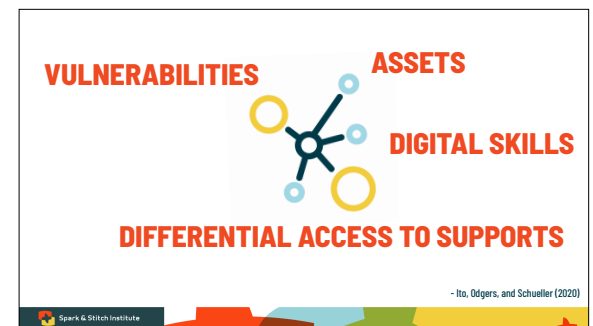 VULNERABILITIES
ASSETS
DIGITAL SKILLS
DIFFERENTIAL ACCESS TO SUPPORTS
- Ito, Odgers, and Schueller (2020)
Spark & Stitch Institute